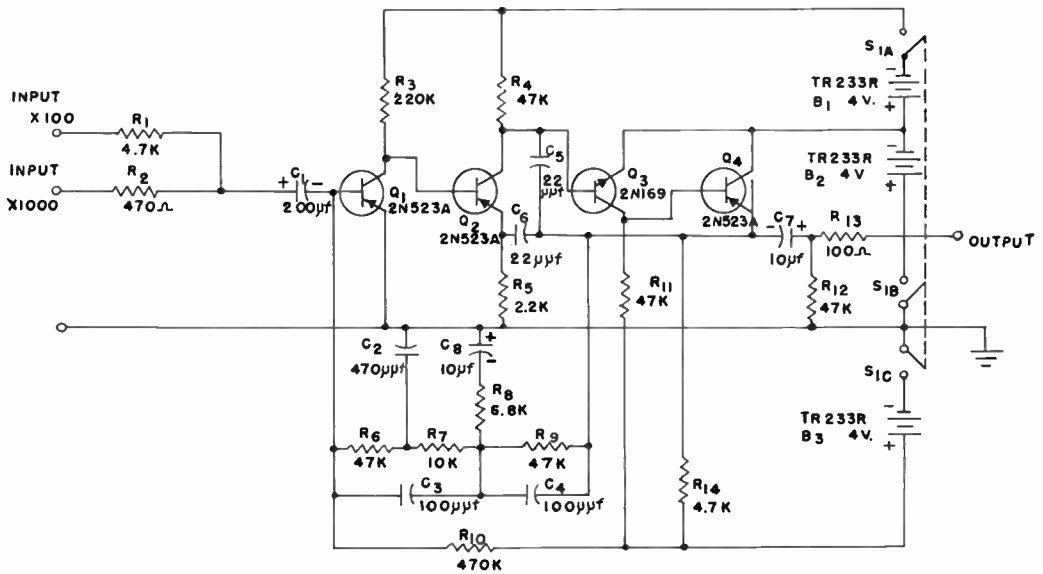 INPUT
X100
R1
4.7K
R2
X1000
470Ω
INPUT
+ C1 -
200µf
R3
220K
Q1
2N523A
R4
47K
Q2
2N523A
C5
22
µµf
C6
22µµf
R5
2.2K
Q3
2N169
Q4
2N523A
- C7 +
10µf
R13
100Ω
R12
47K
OUTPUT
S1A
-
TR233R
B1 4V.
+
-
TR233R
B2 4V
+
S1B
S1C
-
TR233R
B3 4V.
+
R11
47K
C2
470µµf
C8
+
-
10µf
R8
6.8K
R6
47K
R7
10K
R9
47K
C3
100µµf
C4
100µµf
R14
4.7K
R10
470K